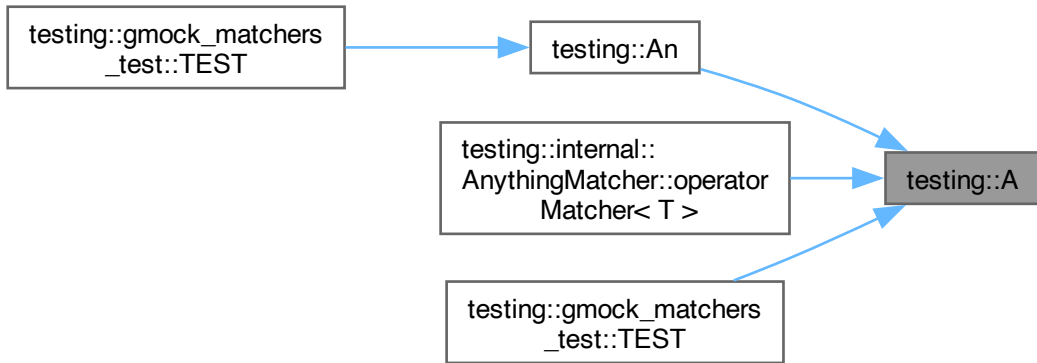 testing::gmock_matchers
_test::TEST
testing::An
testing::internal::
AnythingMatcher::operator
Matcher< T >
testing::A
testing::gmock_matchers
_test::TEST